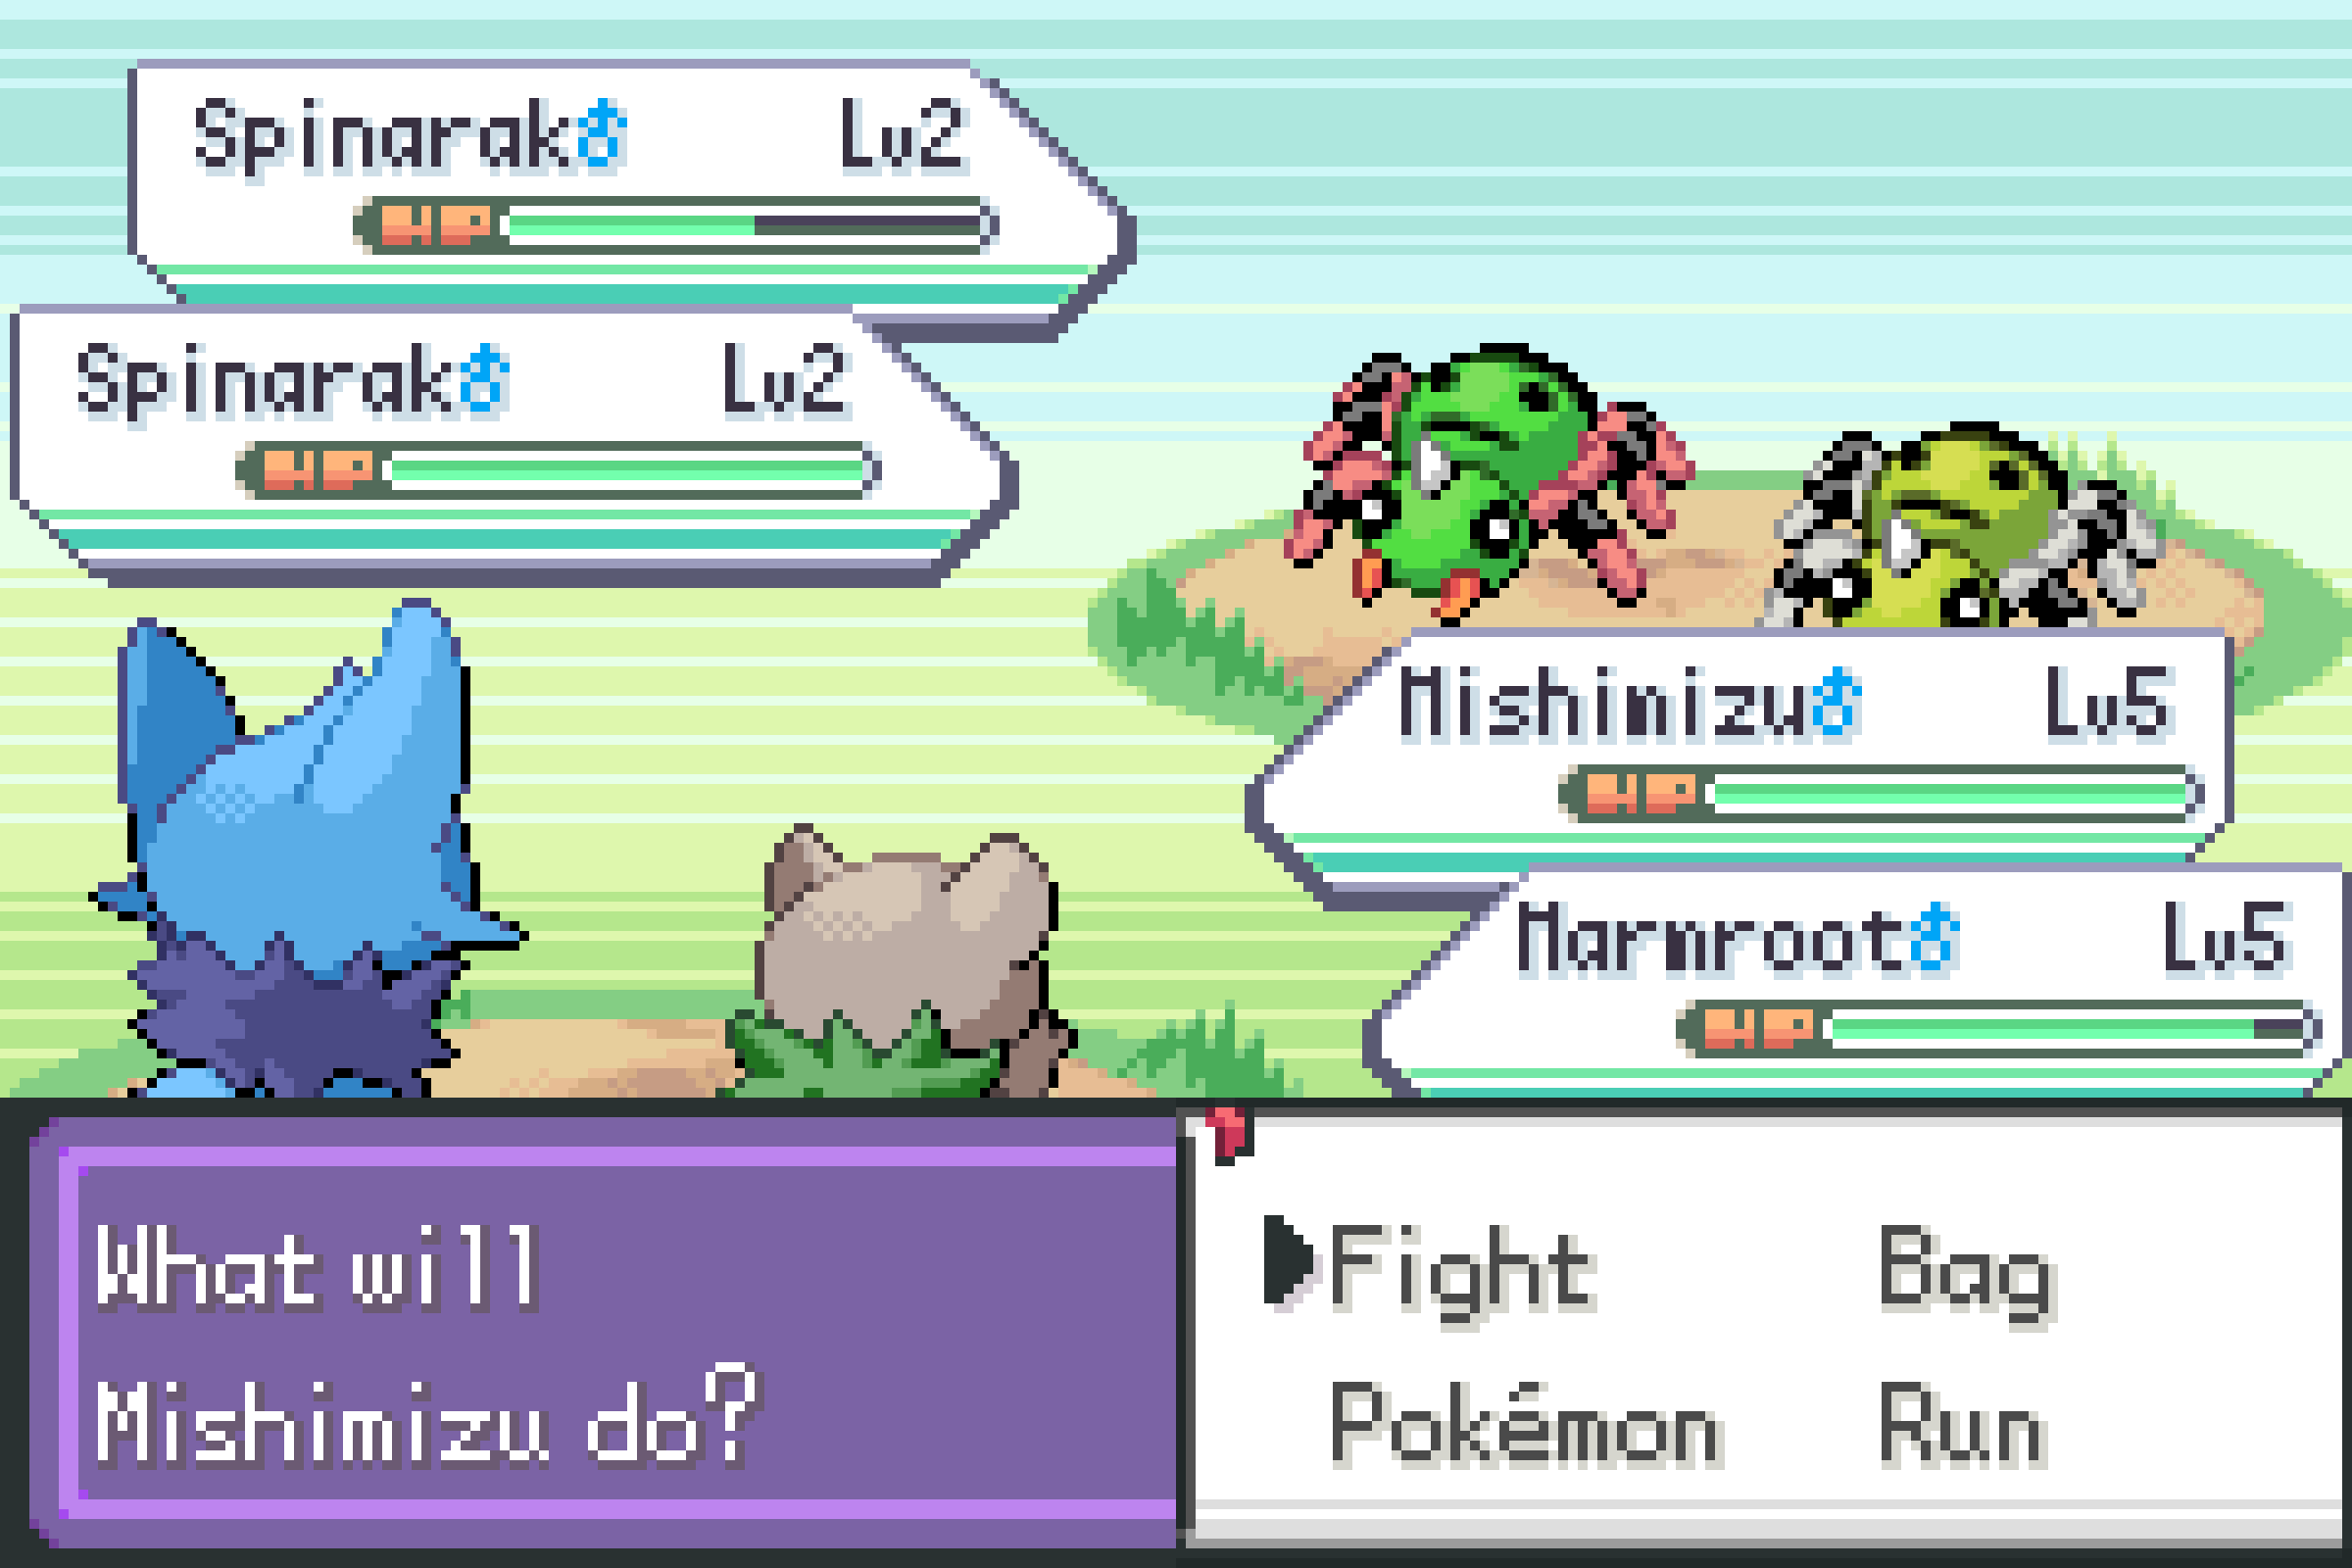 Spinarak♂ Lv2
HP
Spinarak♂ Lv2
HP
Mishimizu♂ Lv5
HP
Marmroot♂ Lv5
HP
What will
Mishimizu do?
Fight Bag
Pokémon Run